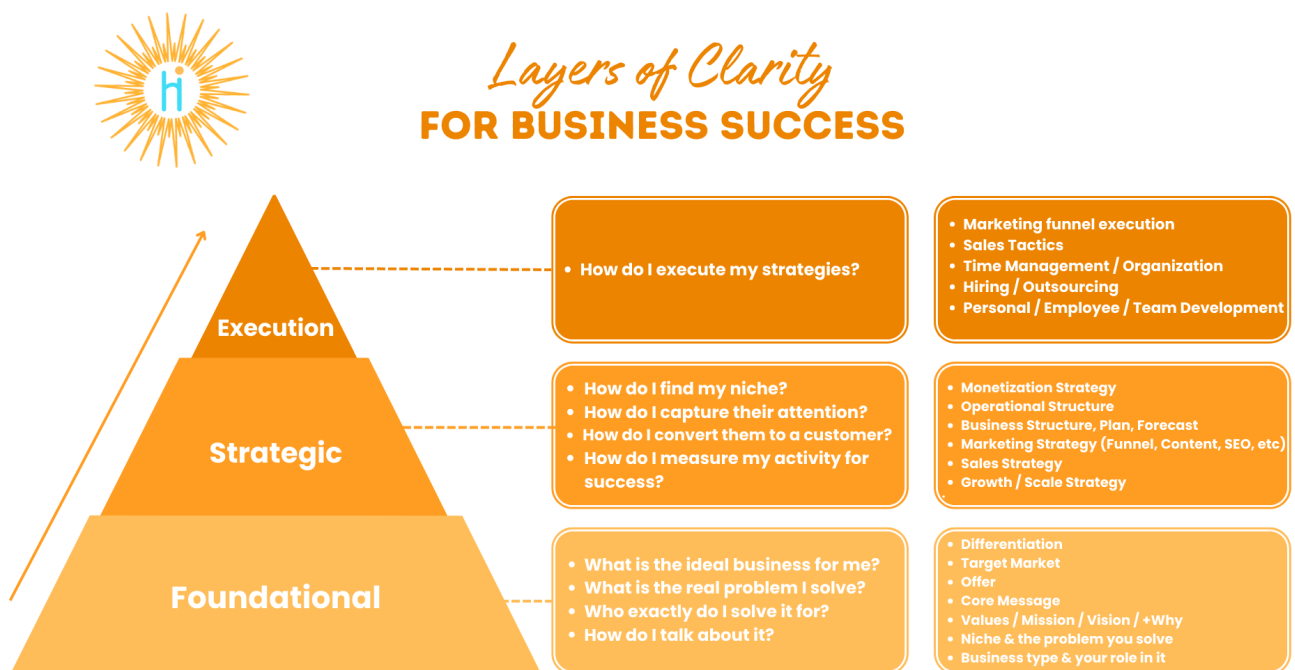 hi
Layers of Clarity
FOR BUSINESS SUCCESS
Execution
• How do I execute my strategies?
• Marketing funnel execution
• Sales Tactics
• Time Management / Organization
• Hiring / Outsourcing
• Personal / Employee / Team Development
Strategic
• How do I find my niche?
• How do I capture their attention?
• How do I convert them to a customer?
• How do I measure my activity for
success?
• Monetization Strategy
• Operational Structure
• Business Structure, Plan, Forecast
• Marketing Strategy (Funnel, Content, SEO, etc)
• Sales Strategy
• Growth / Scale Strategy
Foundational
• What is the ideal business for me?
• What is the real problem I solve?
• Who exactly do I solve it for?
• How do I talk about it?
• Differentiation
• Target Market
• Offer
• Core Message
• Values / Mission / Vision / +Why
• Niche & the problem you solve
• Business type & your role in it